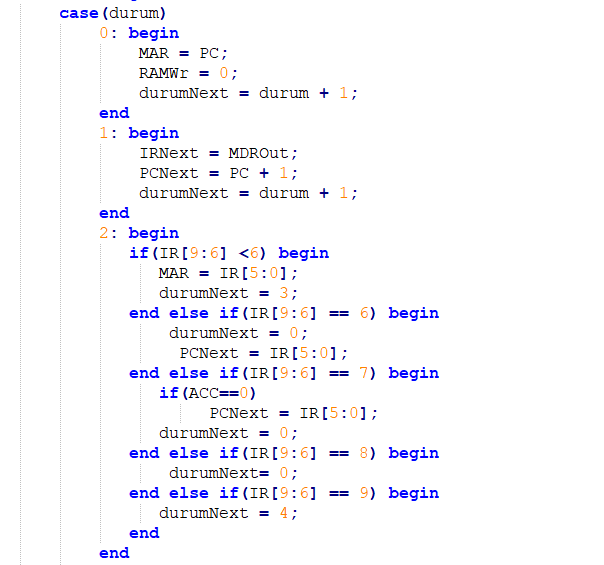 case(durum)
0: begin
MAR = PC;
RAMWr = 0;
durumNext = durum + 1;
end
1: begin
IRNext = MDROut;
PCNext = PC + 1;
durumNext = durum + 1;
end
2: begin
if(IR[9:6] <6) begin
MAR = IR[5:0];
durumNext = 3;
end else if(IR[9:6] == 6) begin
durumNext = 0;
PCNext = IR[5:0];
end else if(IR[9:6] == 7) begin
if(ACC==0)
PCNext = IR[5:0];
durumNext = 0;
end else if(IR[9:6] == 8) begin
durumNext= 0;
end else if(IR[9:6] == 9) begin
durumNext = 4;
end
end